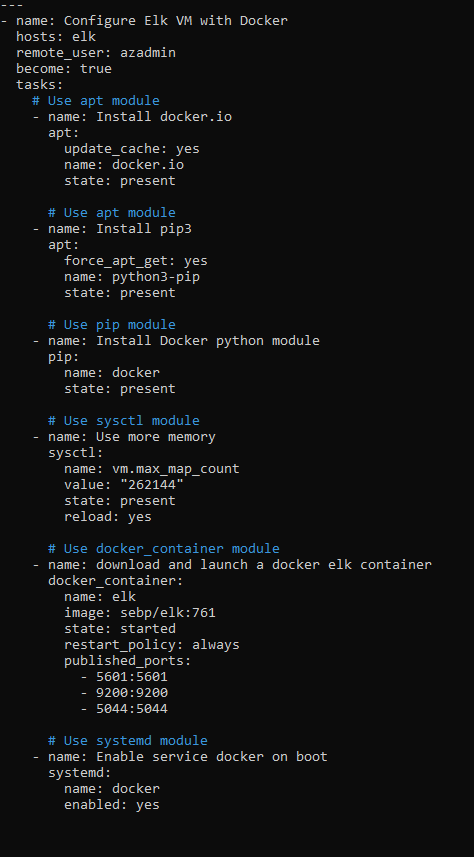 ---
- name: Configure Elk VM with Docker
  hosts: elk
  remote_user: azadmin
  become: true
  tasks:
    # Use apt module
    - name: Install docker.io
      apt:
        update_cache: yes
        name: docker.io
        state: present

      # Use apt module
    - name: Install pip3
      apt:
        force_apt_get: yes
        name: python3-pip
        state: present

      # Use pip module
    - name: Install Docker python module
      pip:
        name: docker
        state: present

      # Use sysctl module
    - name: Use more memory
      sysctl:
        name: vm.max_map_count
        value: "262144"
        state: present
        reload: yes

      # Use docker_container module
    - name: download and launch a docker elk container
      docker_container:
        name: elk
        image: sebp/elk:761
        state: started
        restart_policy: always
        published_ports:
          - 5601:5601
          - 9200:9200
          - 5044:5044

      # Use systemd module
    - name: Enable service docker on boot
      systemd:
        name: docker
        enabled: yes